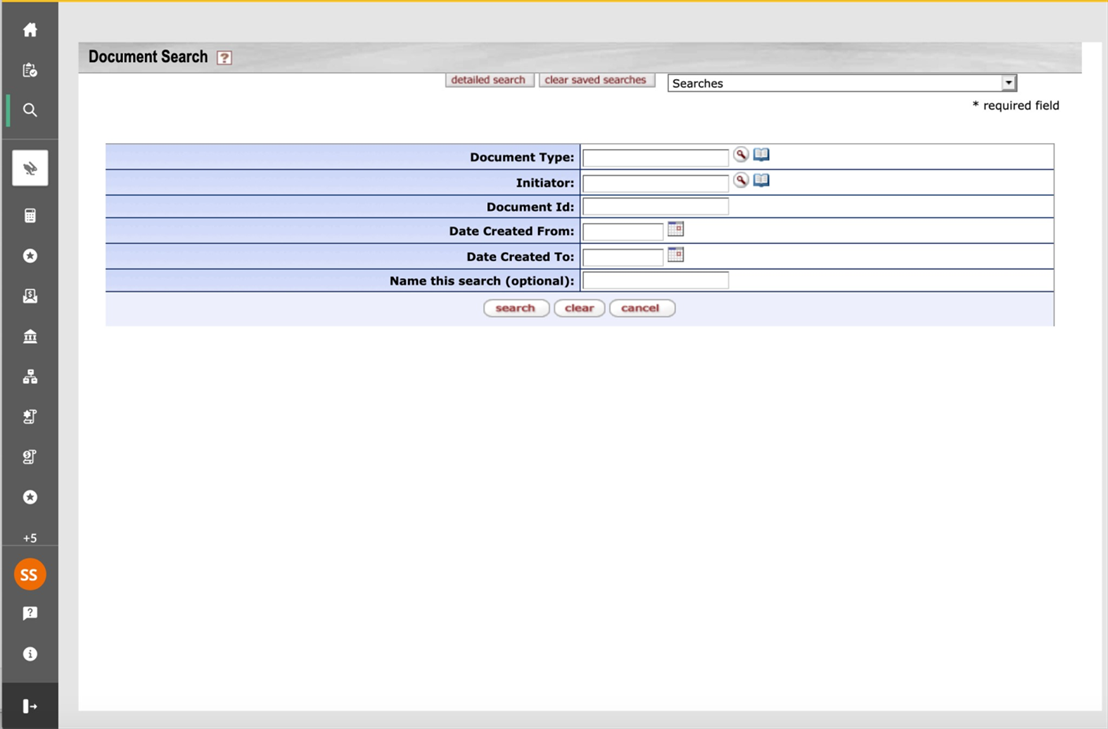 Document Search ?
detailed search clear saved searches Searches
* required field
Document Type:
Initiator:
Document Id:
Date Created From:
Date Created To:
Name this search (optional):
search clear cancel
+5
SS
?
i